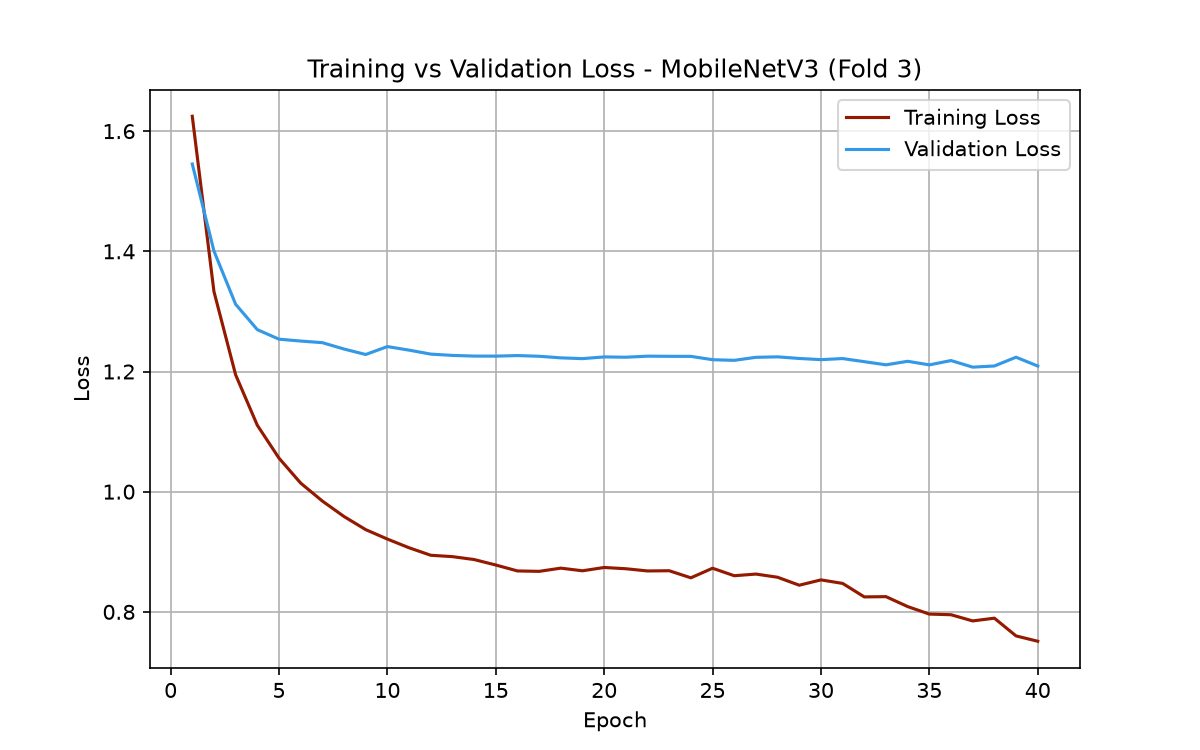 Training vs Validation Loss - MobileNetV3 (Fold 3)
Training Loss
Validation Loss
1.6
1.4
1.2
1.0
0.8
Loss
0 5 10 15 20 25 30 35 40
Epoch